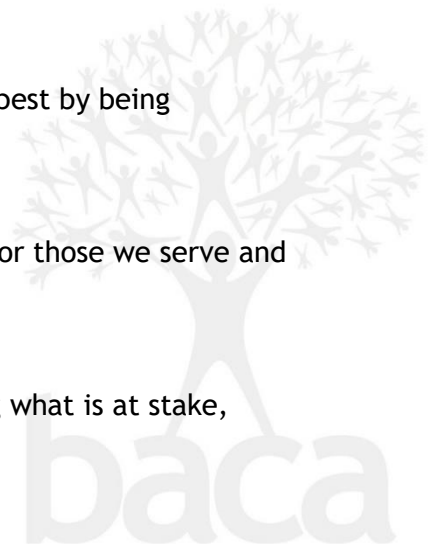 best by being
or those we serve and
what is at stake,
baca